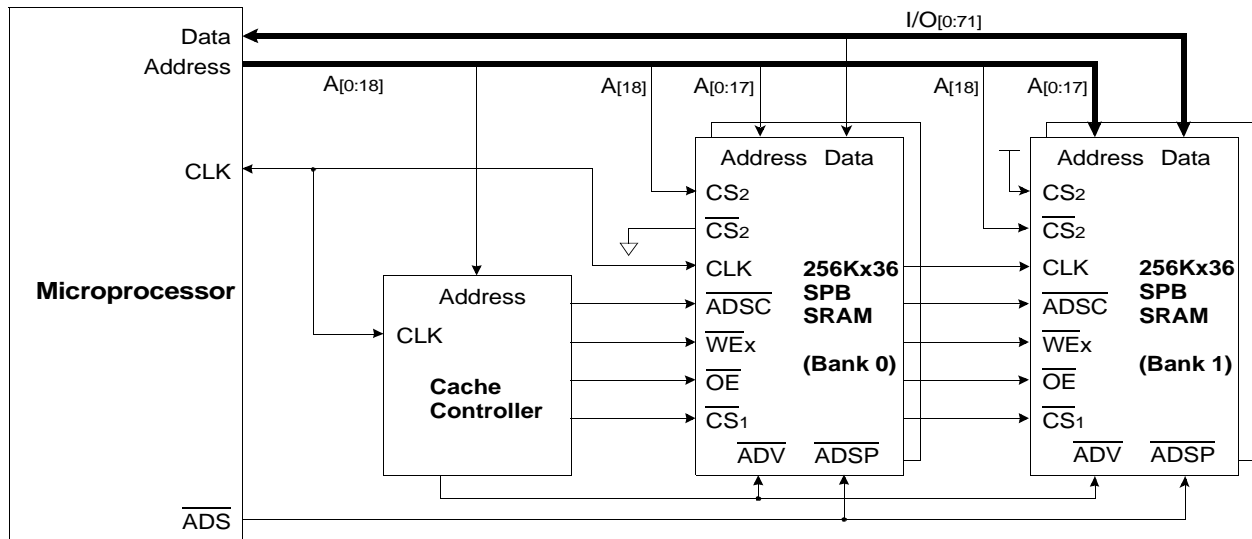 I/O[0:71]
Data
Address
A[0:18]
A[18]
A[0:17]
A[18]
A[0:17]
CLK
Microprocessor
ADS
Address
CLK
Cache
Controller
Address Data
CS2
CS2
CLK
ADSC
WEx
OE
CS1
ADV ADSP
256Kx36
SPB
SRAM
(Bank 0)
Address Data
CS2
CS2
CLK
ADSC
WEx
OE
CS1
ADV ADSP
256Kx36
SPB
SRAM
(Bank 1)